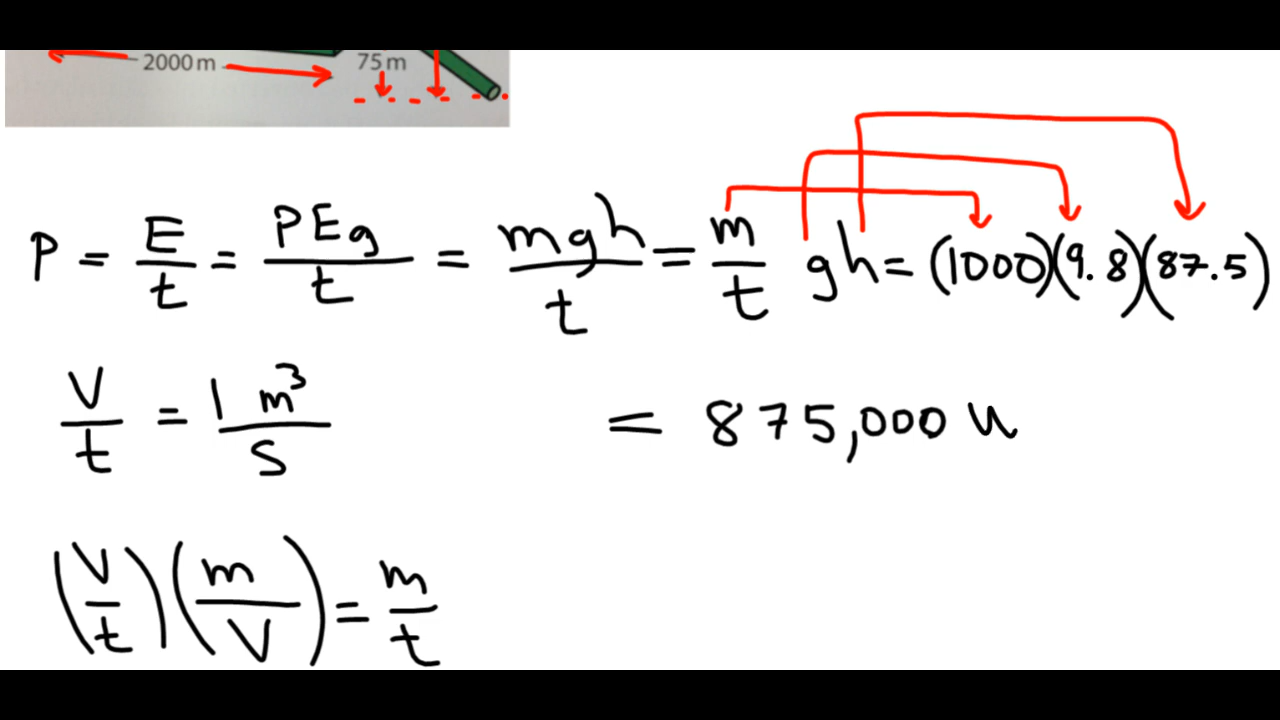 2000 m 75 m
P = E/t = PEg/t = mgh/t = m/t gh = (1000)(9.8)(87.5)
V/t = 1 m³/s = 875,000 W
(V/t)(m/V) = m/t